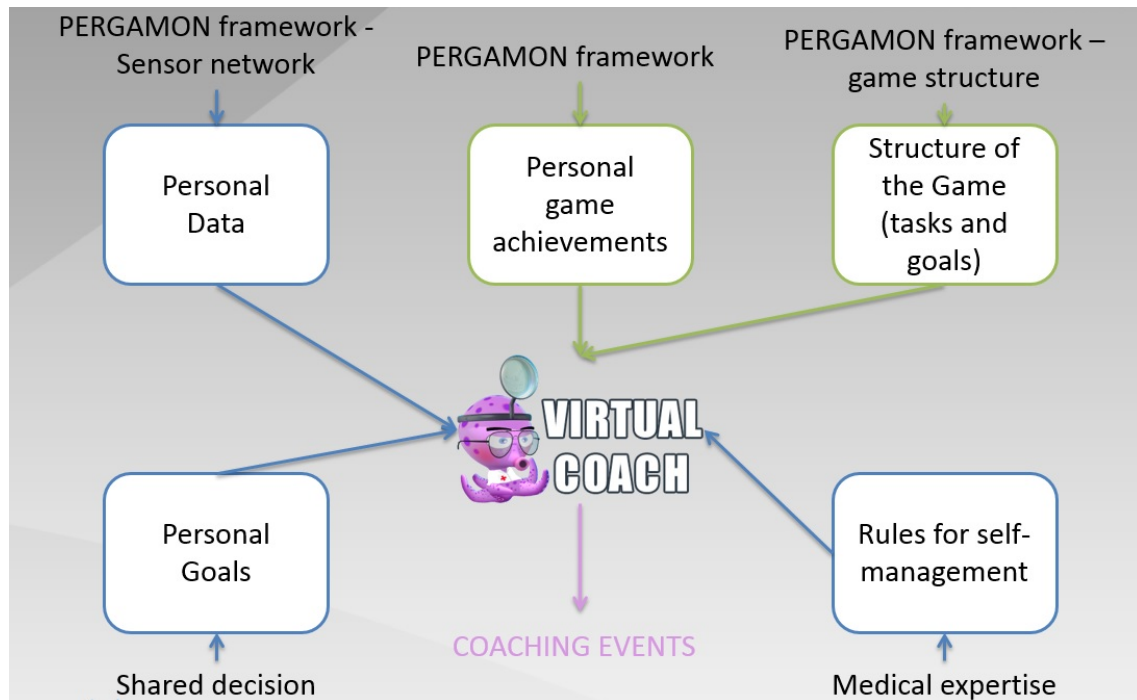 PERGAMON framework -
Sensor network
PERGAMON framework
PERGAMON framework –
game structure
Personal
Data
Personal
game
achievements
Structure of
the Game
(tasks and
goals)
VIRTUAL
COACH
Personal
Goals
Rules for self-
management
COACHING EVENTS
Shared decision
Medical expertise